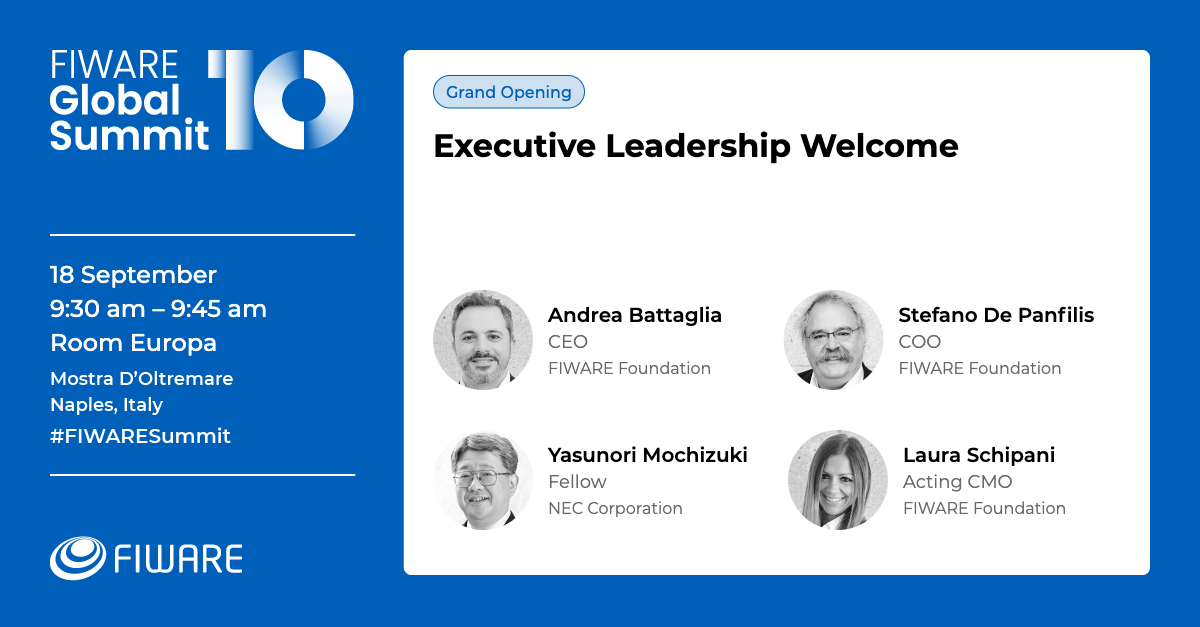 FIWARE
Global
Summit
10
18 September
9:30 am – 9:45 am
Room Europa
Mostra D’Oltremare
Naples, Italy
#FIWARESummit
FIWARE
Grand Opening
Executive Leadership Welcome
Andrea Battaglia
CEO
FIWARE Foundation
Stefano De Panfilis
COO
FIWARE Foundation
Yasunori Mochizuki
Fellow
NEC Corporation
Laura Schipani
Acting CMO
FIWARE Foundation